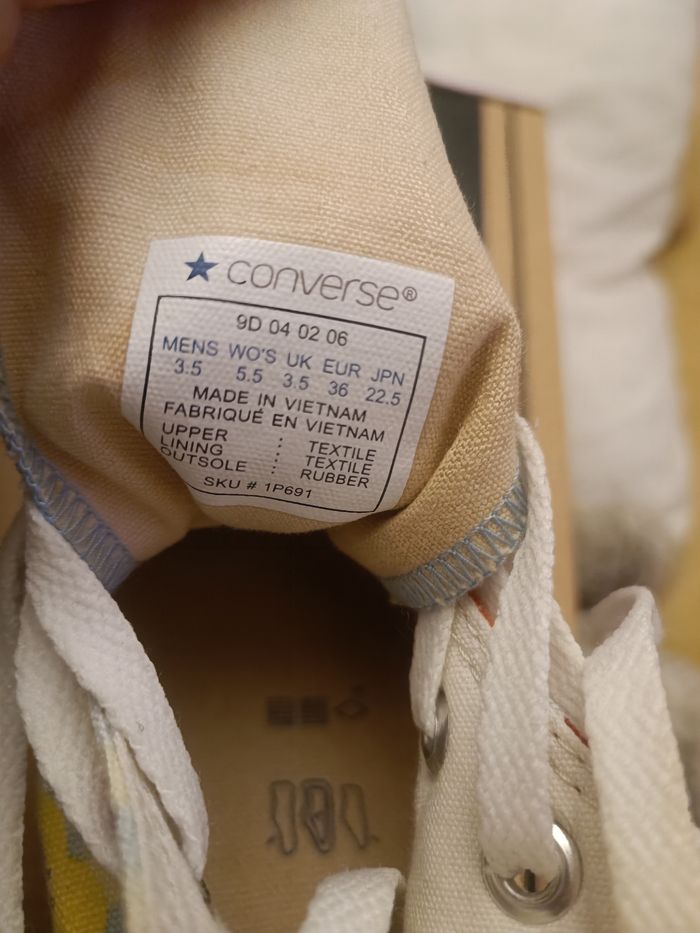 converse®
9D 04 02 06
MENS WO'S UK EUR JPN
3.5 5.5 3.5 36 22.5
MADE IN VIETNAM
FABRIQUÉ EN VIETNAM
UPPER : TEXTILE
LINING : TEXTILE
OUTSOLE : RUBBER
SKU # 1P691